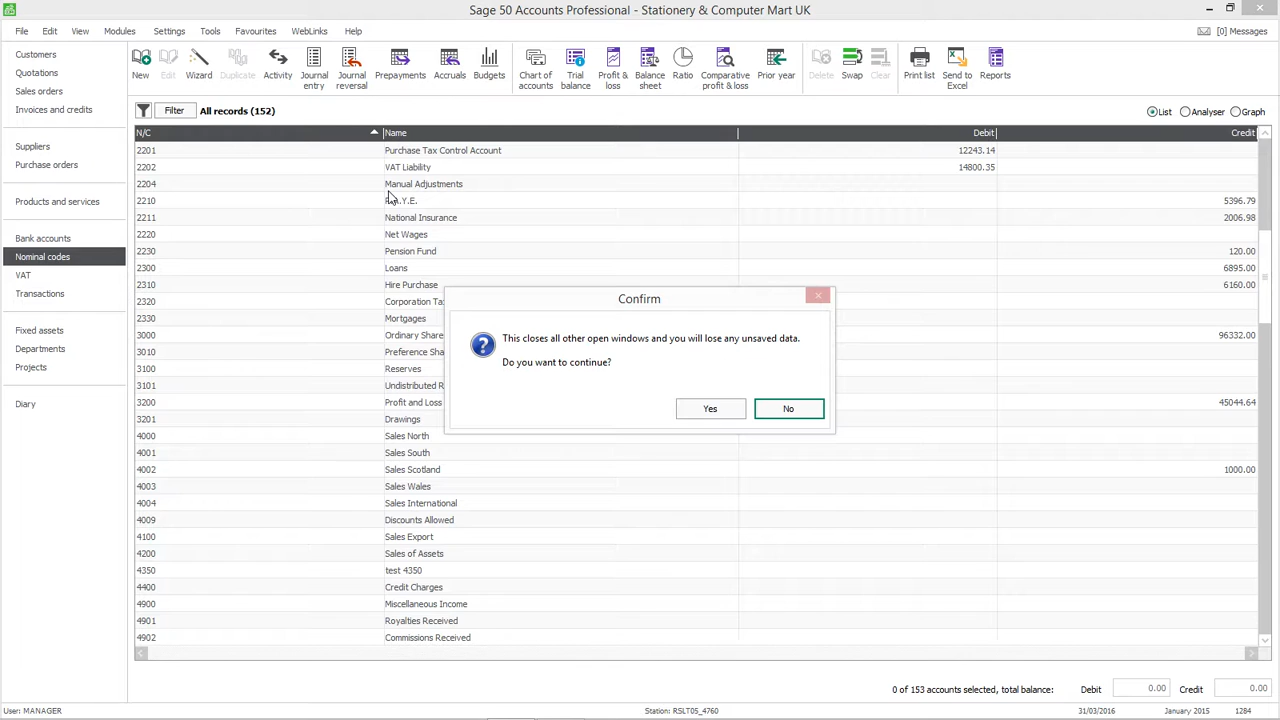 Sage 50 Accounts Professional - Stationery & Computer Mart UK
File Edit View Modules Settings Tools Favourites WebLinks Help [0] Messages
Customers
Quotations
Sales orders
Invoices and credits
Suppliers
Purchase orders
Products and services
Bank accounts
Nominal codes
VAT
Transactions
Fixed assets
Departments
Projects
Diary
New Edit Wizard Duplicate Activity Journal entry Journal reversal Prepayments Accruals Budgets Chart of accounts Trial balance Profit & loss Balance sheet Ratio Comparative profit & loss Prior year Delete Swap Clear Print list Send to Excel Reports
Filter All records (152) List Analyser Graph
N/C Name Debit Credit
2201 Purchase Tax Control Account 12243.14
2202 VAT Liability 14800.35
2204 Manual Adjustments
2210 .A.Y.E. 5396.79
2211 National Insurance 2006.98
2220 Net Wages
2230 Pension Fund 120.00
2300 Loans 6895.00
2310 Hire Purchase 6160.00
2320 Corporation Ta
2330 Mortgages
3000 Ordinary Share 96332.00
3010 Preference Sha
3100 Reserves
3101 Undistributed R
3200 Profit and Loss 45044.64
3201 Drawings
4000 Sales North
4001 Sales South
4002 Sales Scotland 1000.00
4003 Sales Wales
4004 Sales International
4009 Discounts Allowed
4100 Sales Export
4200 Sales of Assets
4350 test 4350
4400 Credit Charges
4900 Miscellaneous Income
4901 Royalties Received
4902 Commissions Received
Confirm
This closes all other open windows and you will lose any unsaved data.
Do you want to continue?
Yes No
0 of 153 accounts selected, total balance: Debit 0.00 Credit 0.00
User: MANAGER Station: RSLT05_4760 31/03/2016 January 2015 1284